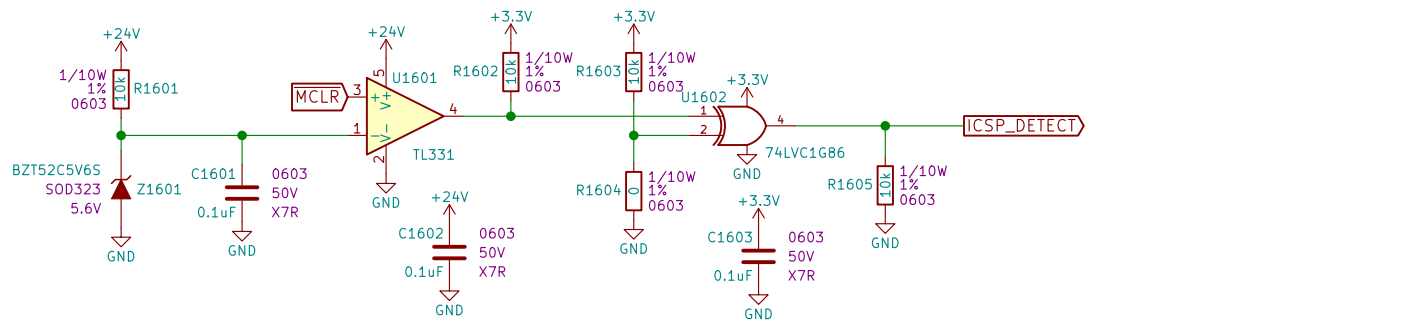 +24V
1/10W
1%
0603
10k
R1601
BZT52C5V6S
SOD323
5.6V
Z1601
GND
C1601
0.1uF
0603
50V
X7R
GND
MCLR
+24V
U1601
3
1
5
2
4
+
V+
V-
TL331
GND
+24V
C1602
0.1uF
0603
50V
X7R
GND
+3.3V
R1602
10k
1/10W
1%
0603
+3.3V
R1603
10k
1/10W
1%
0603
R1604
0
1/10W
1%
0603
GND
+3.3V
U1602
1
2
4
74LVC1G86
GND
+3.3V
C1603
0.1uF
0603
50V
X7R
GND
ICSP_DETECT
R1605
10k
1/10W
1%
0603
GND